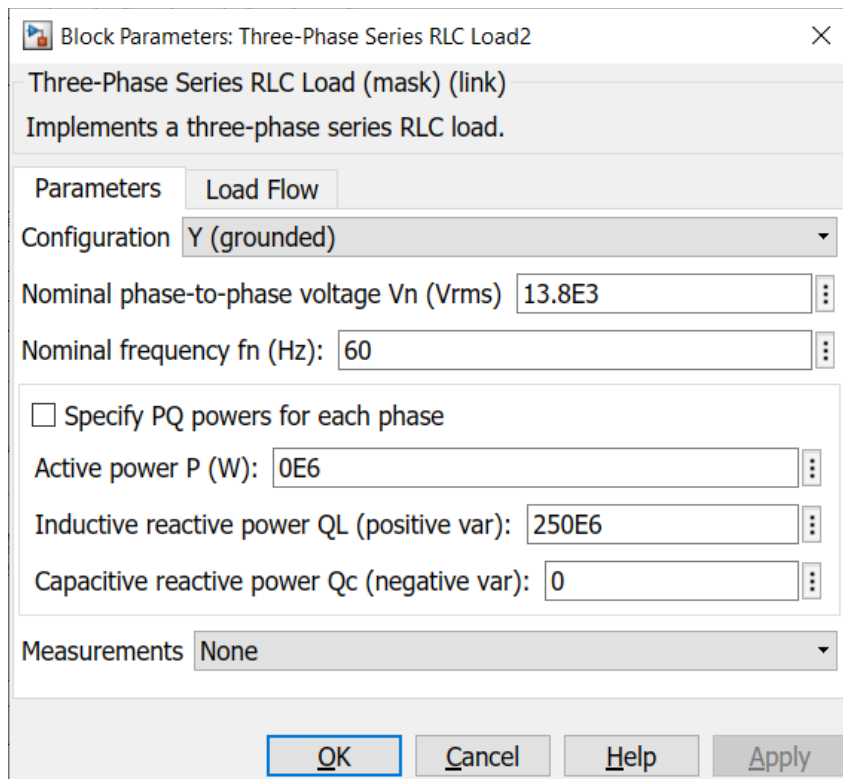 Block Parameters: Three-Phase Series RLC Load2
Three-Phase Series RLC Load (mask) (link)
Implements a three-phase series RLC load.
Parameters Load Flow
Configuration Y (grounded)
Nominal phase-to-phase voltage Vn (Vrms) 13.8E3
Nominal frequency fn (Hz): 60
Specify PQ powers for each phase
Active power P (W): 0E6
Inductive reactive power QL (positive var): 250E6
Capacitive reactive power Qc (negative var): 0
Measurements None
OK Cancel Help Apply